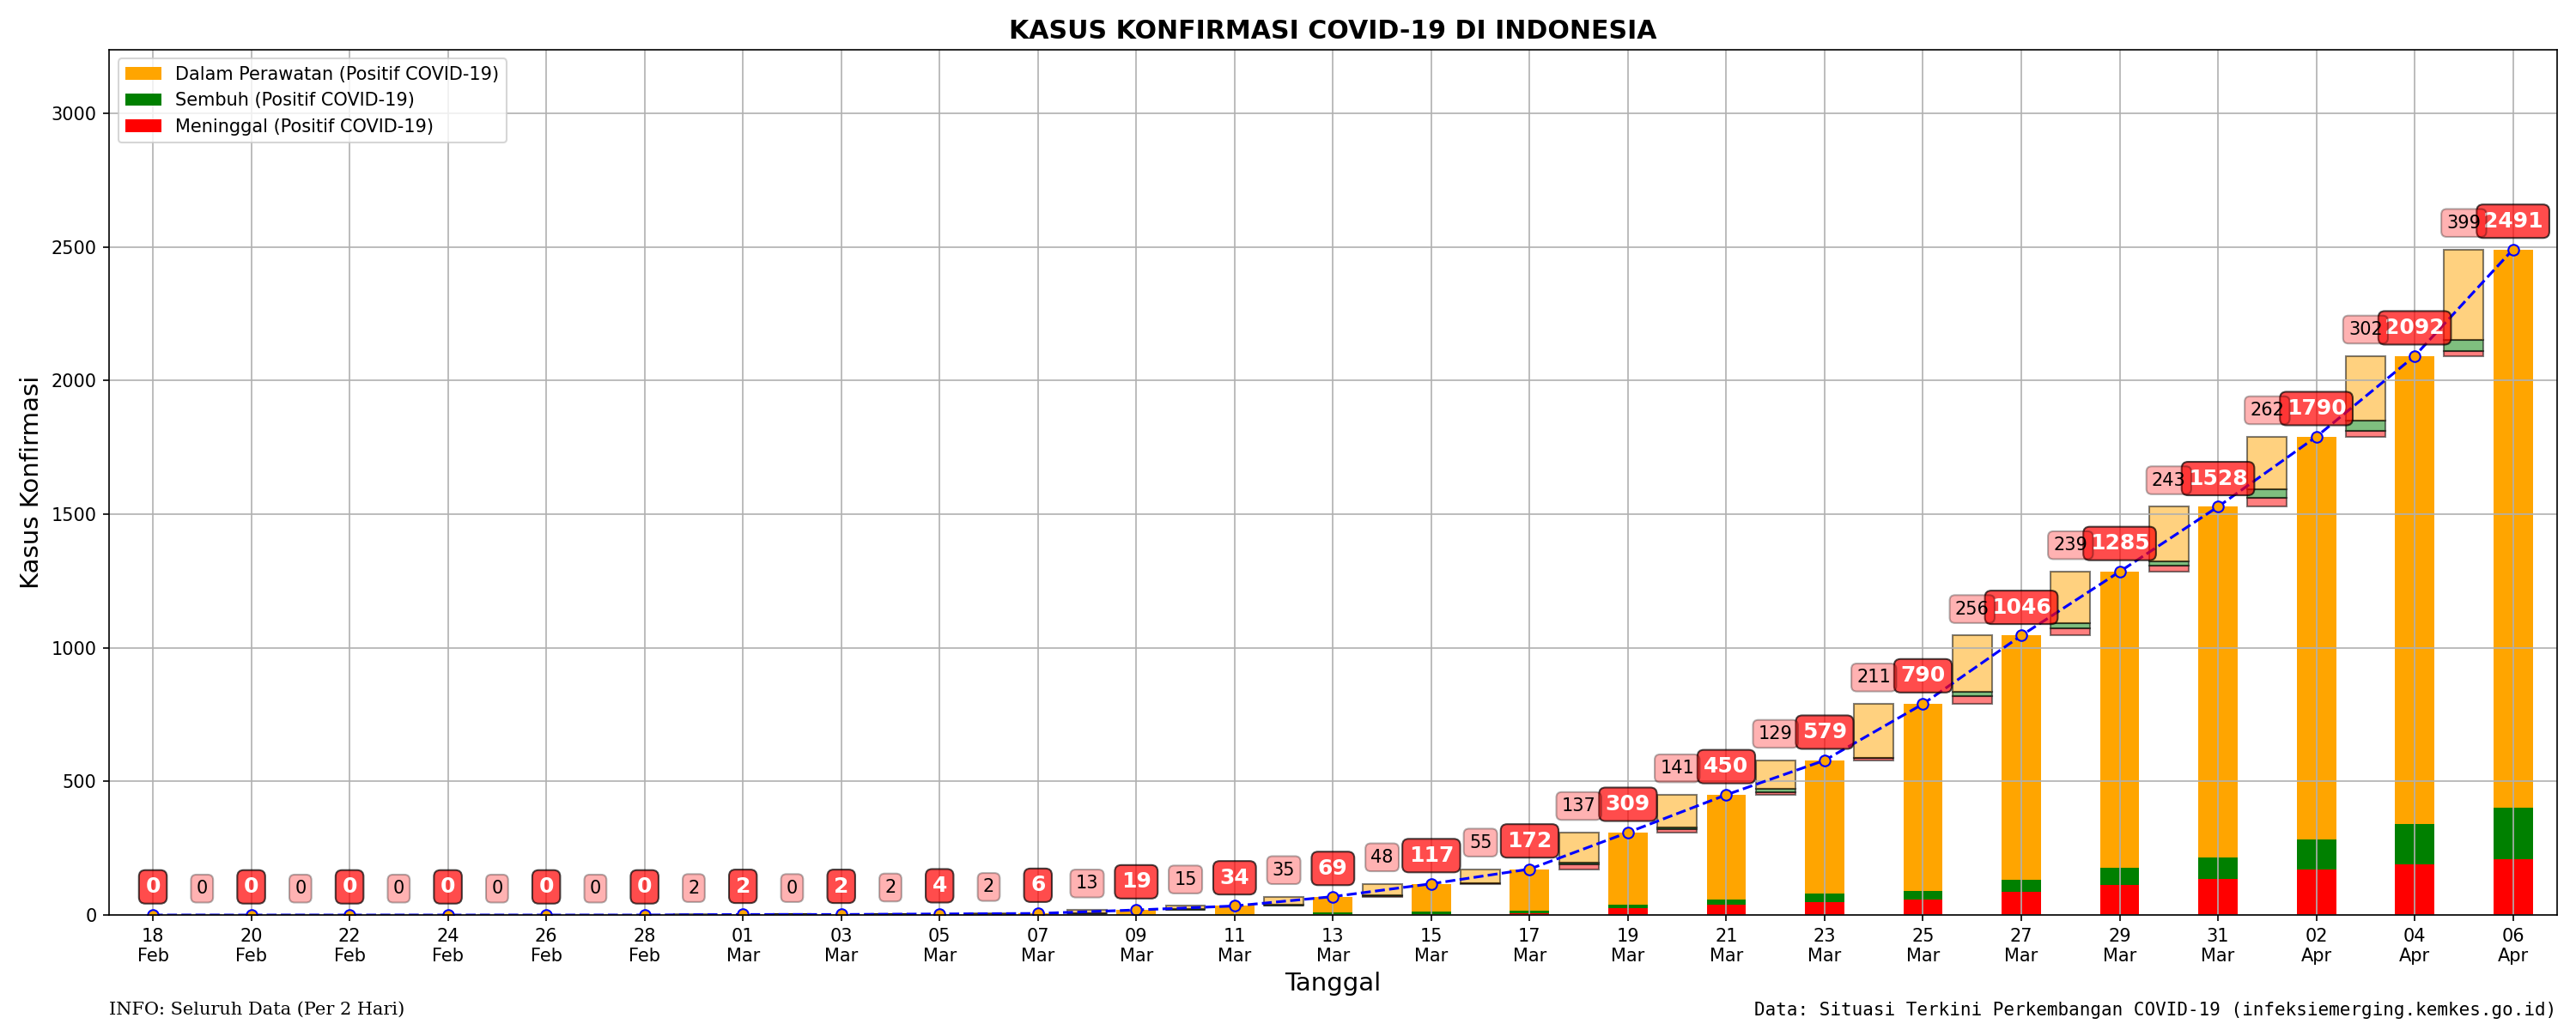 KASUS KONFIRMASI COVID-19 DI INDONESIA
Dalam Perawatan (Positif COVID-19)
Sembuh (Positif COVID-19)
Meninggal (Positif COVID-19)
Kasus Konfirmasi
3000
2500
2000
1500
1000
500
0
0 0 0 0 0 0 0 0 0 0 0 2 2 0 2 2 4 2 6 13 19 15 34 35 69 48 117 55 172 137 309 141 450 129 579 211 790 256 1046 239 1285 243 1528 262 1790 302 2092 399 2491
18 20 22 24 26 28 01 03 05 07 09 11 13 15 17 19 21 23 25 27 29 31 02 04 06
Feb Feb Feb Feb Feb Feb Mar Mar Mar Mar Mar Mar Mar Mar Mar Mar Mar Mar Mar Mar Mar Mar Apr Apr Apr
Tanggal
INFO: Seluruh Data (Per 2 Hari)
Data: Situasi Terkini Perkembangan COVID-19 (infeksiemerging.kemkes.go.id)